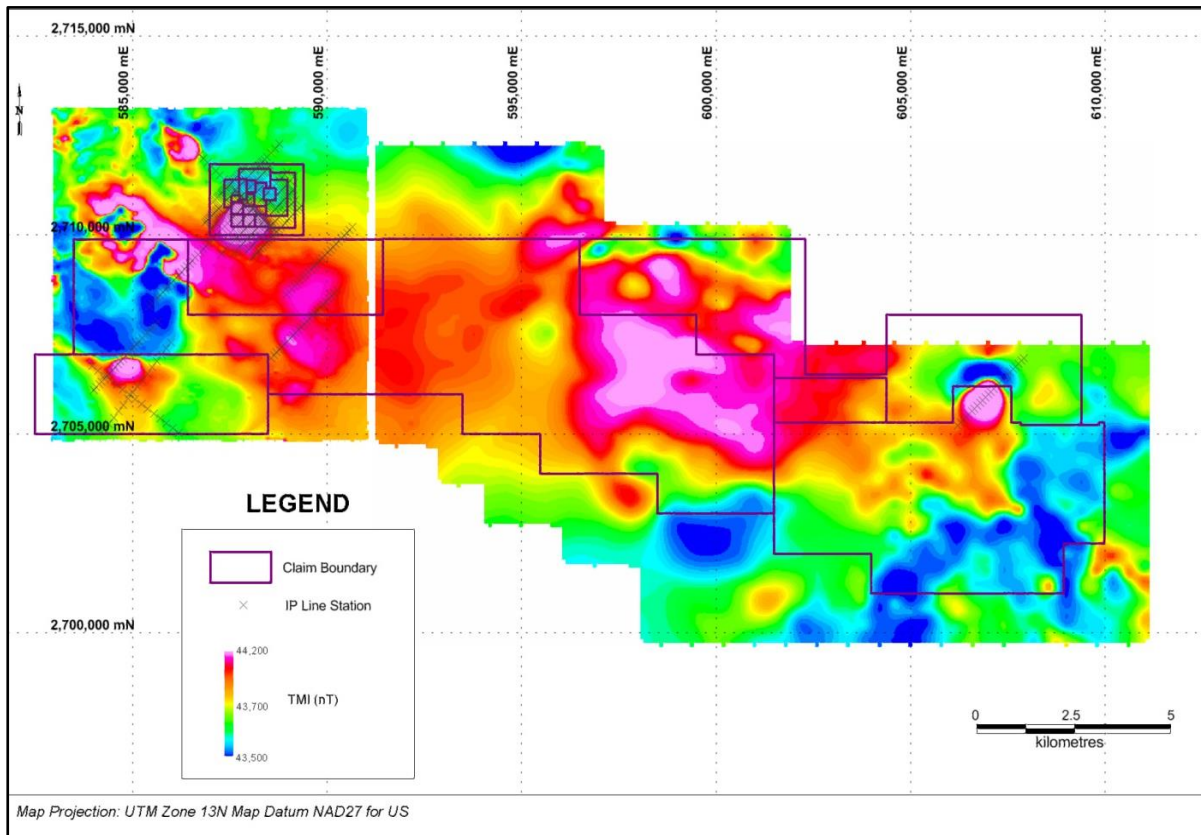 2,715,000 mN
585,000 mE
590,000 mE
595,000 mE
600,000 mE
605,000 mE
610,000 mE
N
2,710,000 mN
2,705,000 mN
LEGEND
Claim Boundary
IP Line Station
2,700,000 mN
44,200
43,700
TMI (nT)
43,500
0 2.5 5
kilometres
Map Projection: UTM Zone 13N Map Datum NAD27 for US